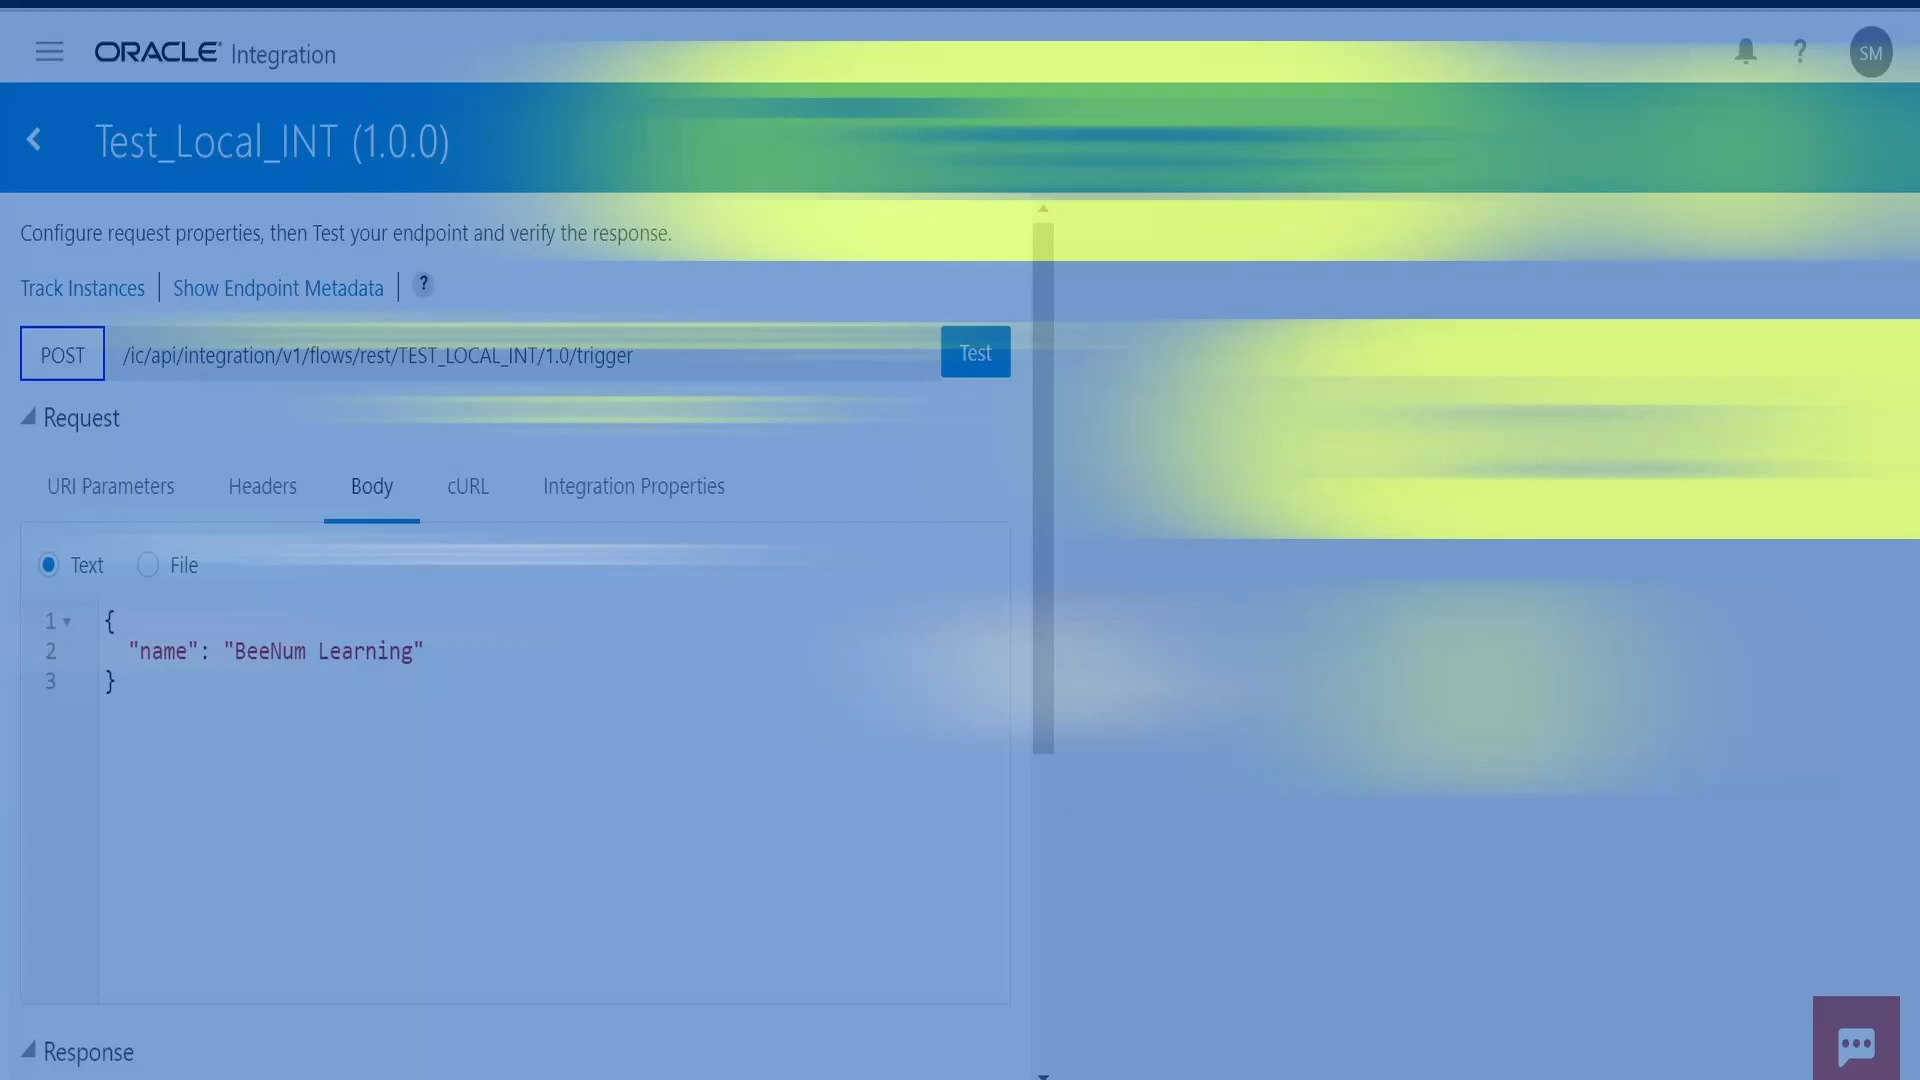 ORACLE Integration
?
SM
Test_Local_INT (1.0.0)
Configure request properties, then Test your endpoint and verify the response.
Track Instances | Show Endpoint Metadata | ?
POST /ic/api/integration/v1/flows/rest/TEST_LOCAL_INT/1.0/trigger Test
Request
URI Parameters Headers Body cURL Integration Properties
Text File
1 {
2 "name": "BeeNum Learning"
3 }
Response